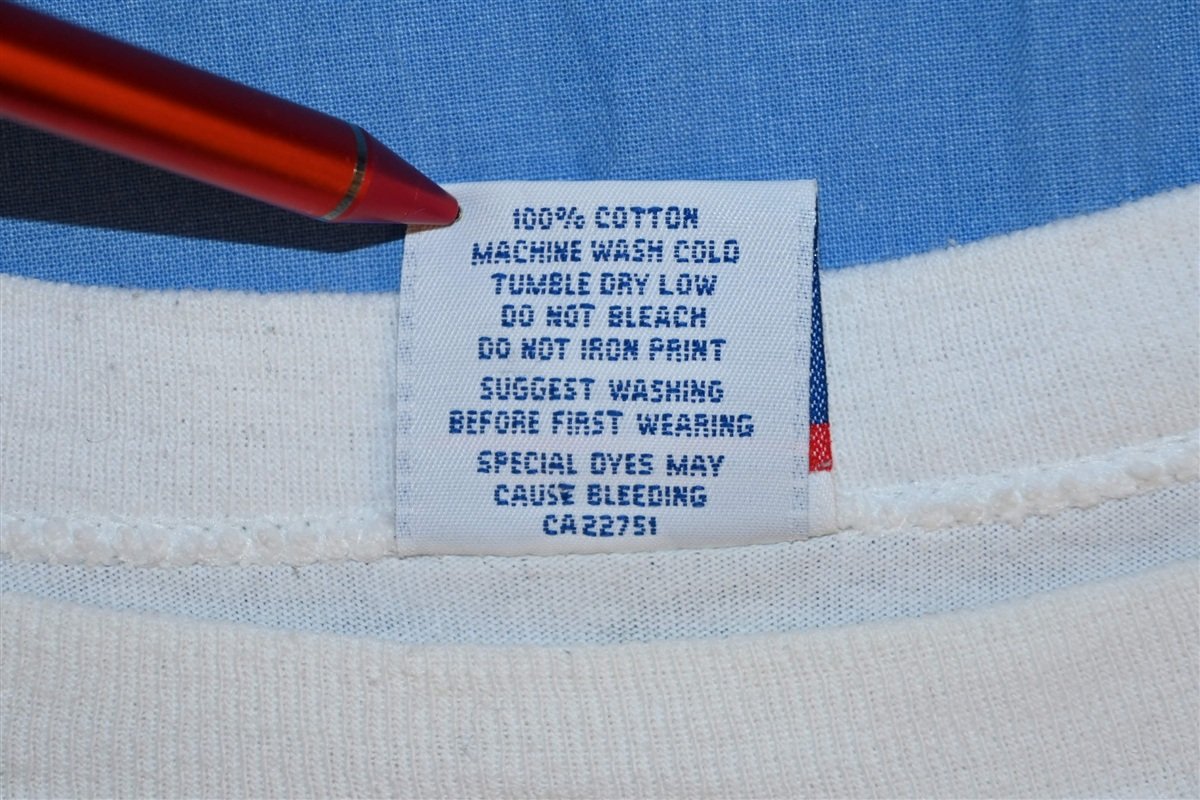 100% COTTON
MACHINE WASH COLD
TUMBLE DRY LOW
DO NOT BLEACH
DO NOT IRON PRINT
SUGGEST WASHING
BEFORE FIRST WEARING
SPECIAL DYES MAY
CAUSE BLEEDING
CA22751